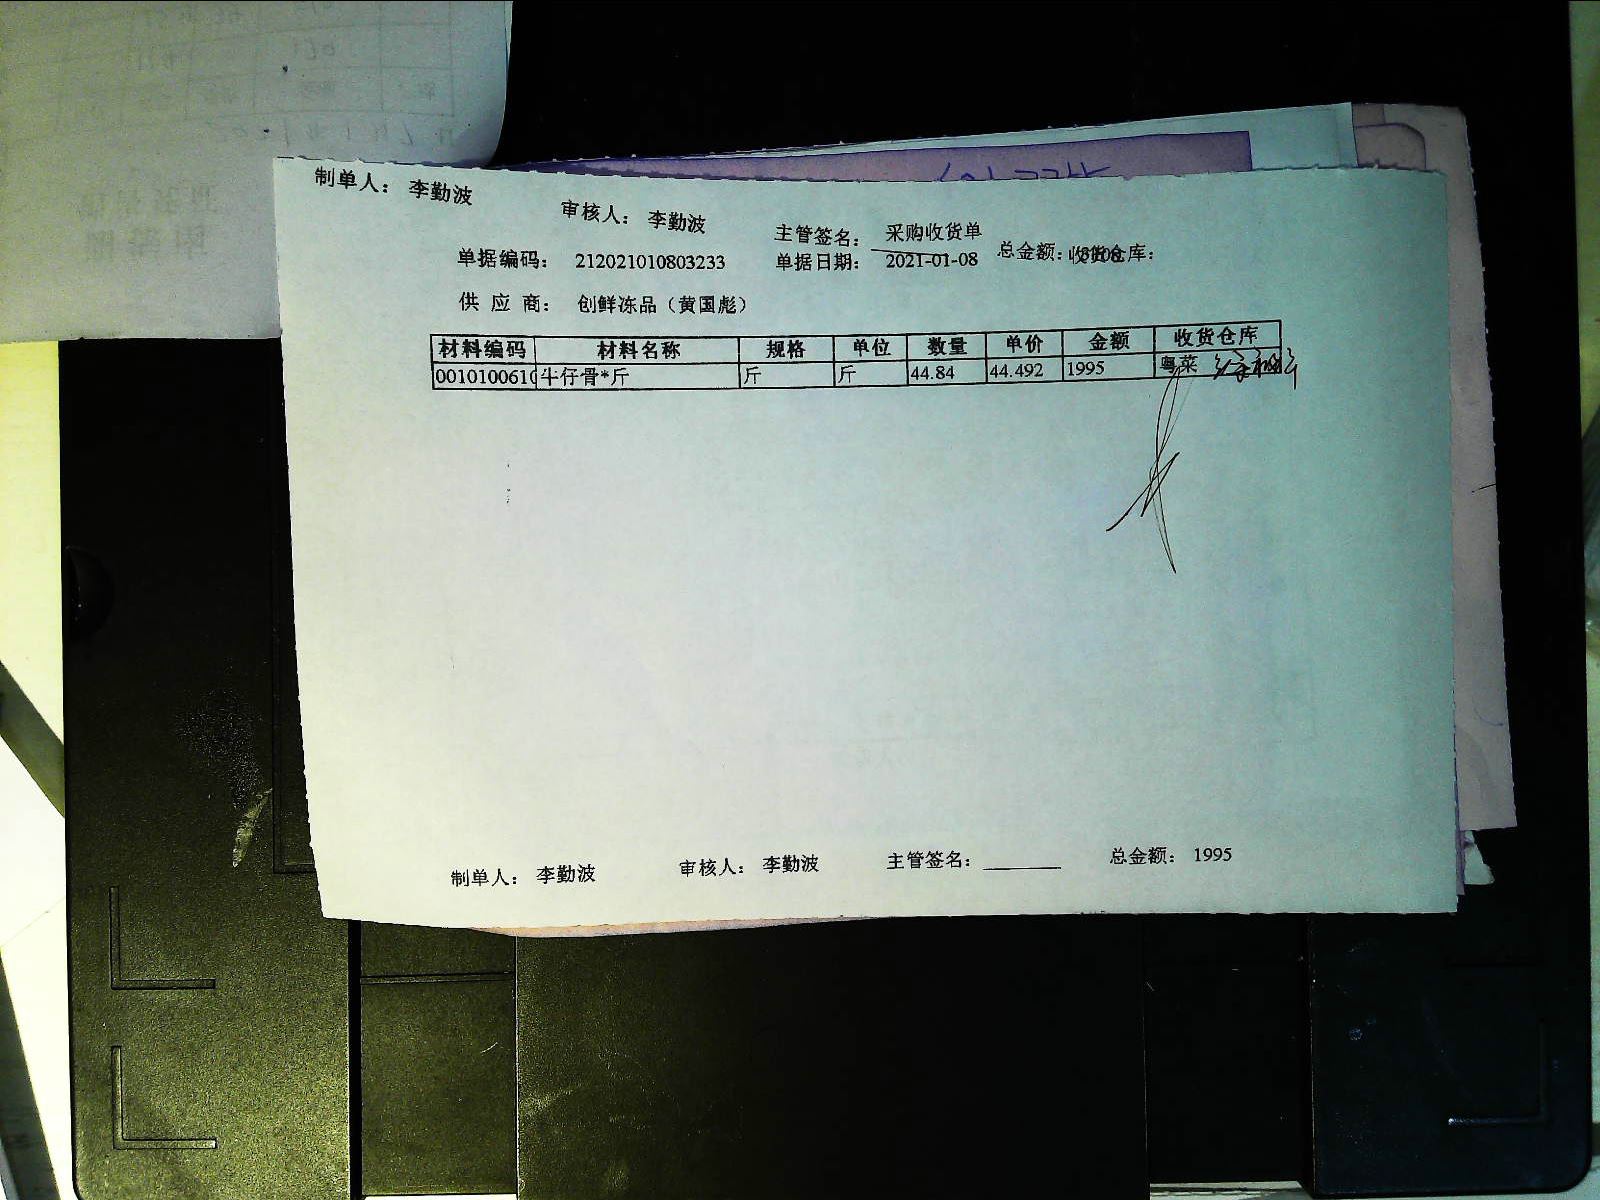 制单人： 李勤波 审核人： 李勤波 主管签名： 采购收货单 总金额： 收货仓库：
单据编码： 212021010803233 单据日期： 2021-01-08
供 应 商： 创鲜冻品（黄国彪）
材料编码 材料名称 规格 单位 数量 单价 金额 收货仓库
0010100610 牛仔骨*斤 斤 斤 44.84 44.492 1995 粤菜
制单人： 李勤波 审核人： 李勤波 主管签名： 总金额： 1995